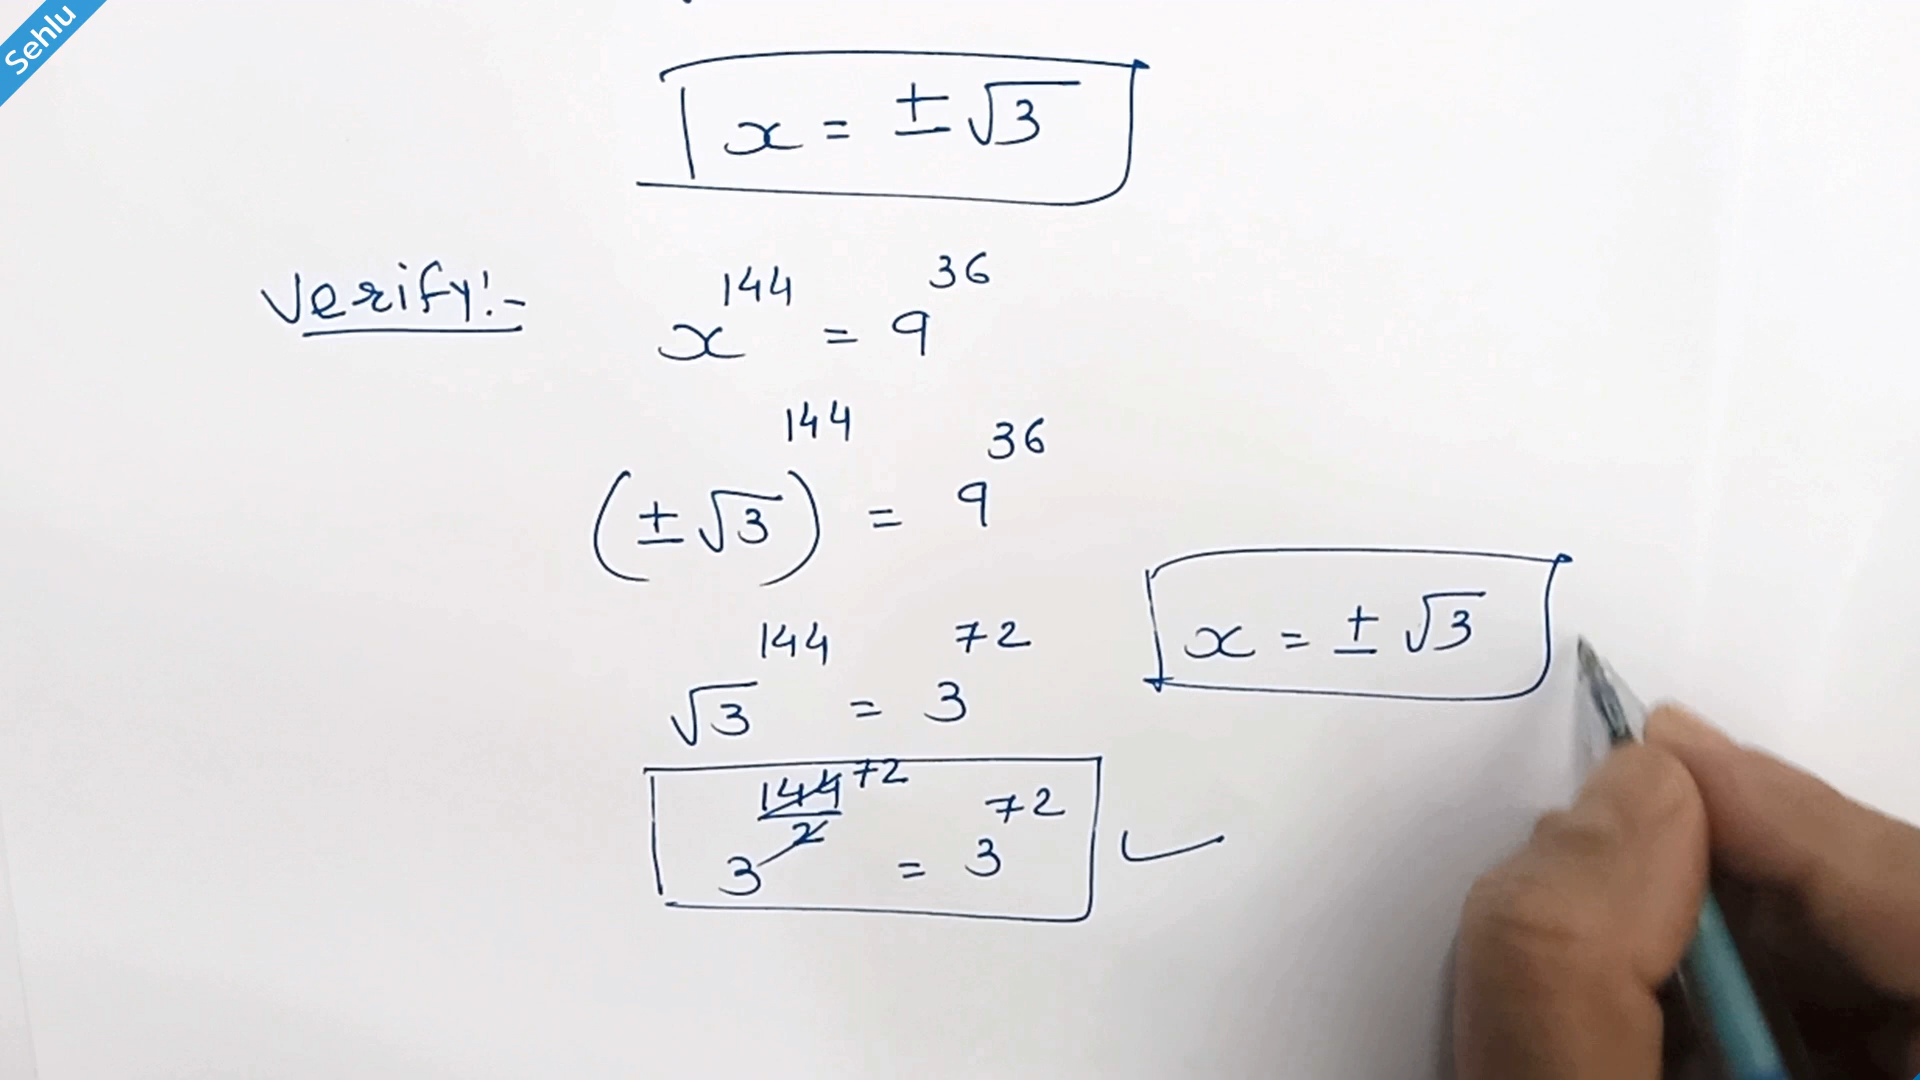 Sehlu
x = ± √3
Verify:-
x^144 = 9^36
(± √3)^144 = 9^36
√3^144 = 3^72
3^(144/2) 72 = 3^72 ✓
x = ± √3